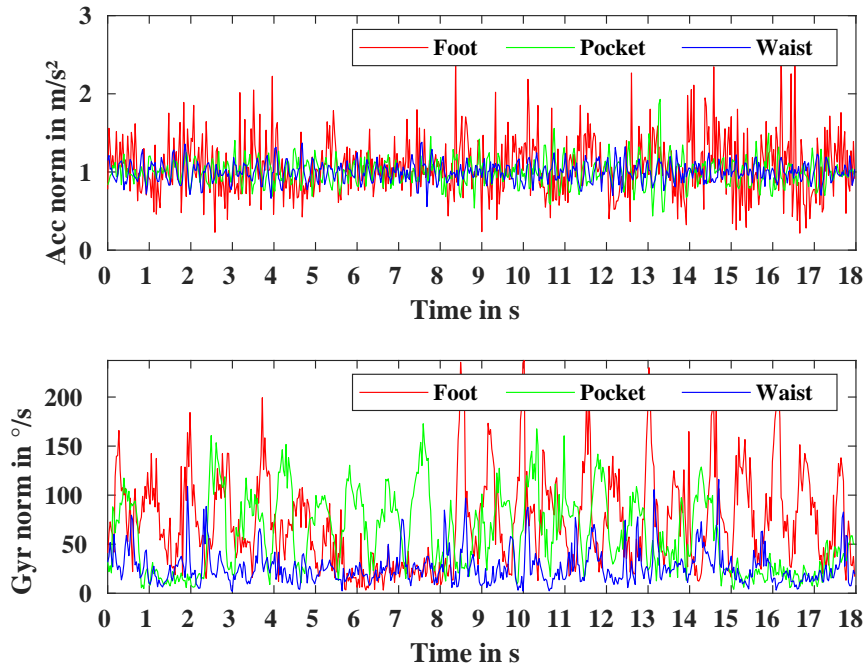 3
2
1
0
Acc norm in m/s²
Foot Pocket Waist
0 1 2 3 4 5 6 7 8 9 10 11 12 13 14 15 16 17 18
Time in s
200
150
100
50
0
Gyr norm in °/s
Foot Pocket Waist
0 1 2 3 4 5 6 7 8 9 10 11 12 13 14 15 16 17 18
Time in s